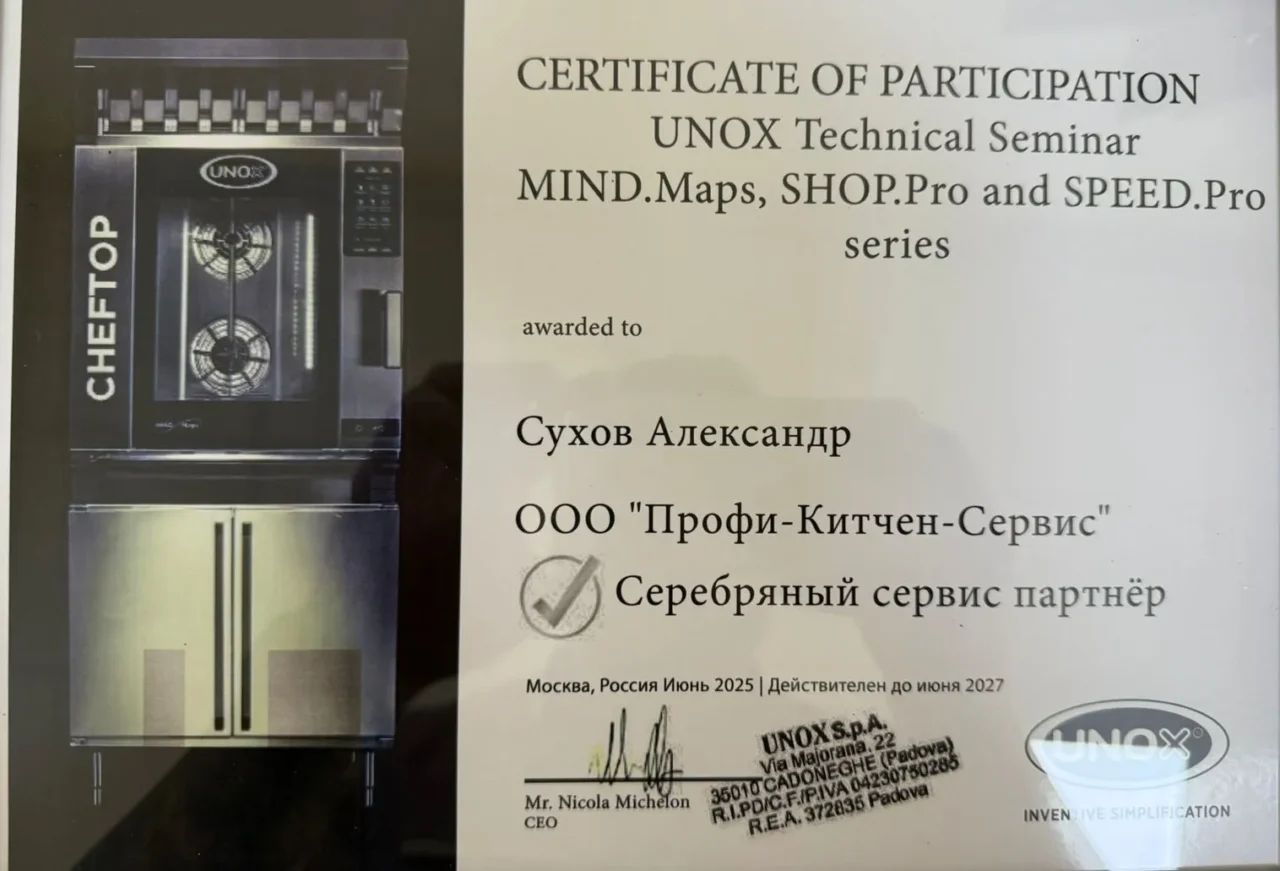 UNOX
CHEFTOP
CERTIFICATE OF PARTICIPATION
UNOX Technical Seminar
MIND.Maps, SHOP.Pro and SPEED.Pro
series
awarded to
Сухов Александр
ООО "Профи-Китчен-Сервис"
Серебряный сервис партнёр
Москва, Россия Июнь 2025 | Действителен до июня 2027
Mr. Nicola Michelon
CEO
UNOX S.p.A.
Via Majorana, 22
35010 CADONEGHE (Padova)
R.I.PD/C.F./P.IVA 04230750285
R.E.A. 372835 Padova
UNOX®
INVENTIVE SIMPLIFICATION